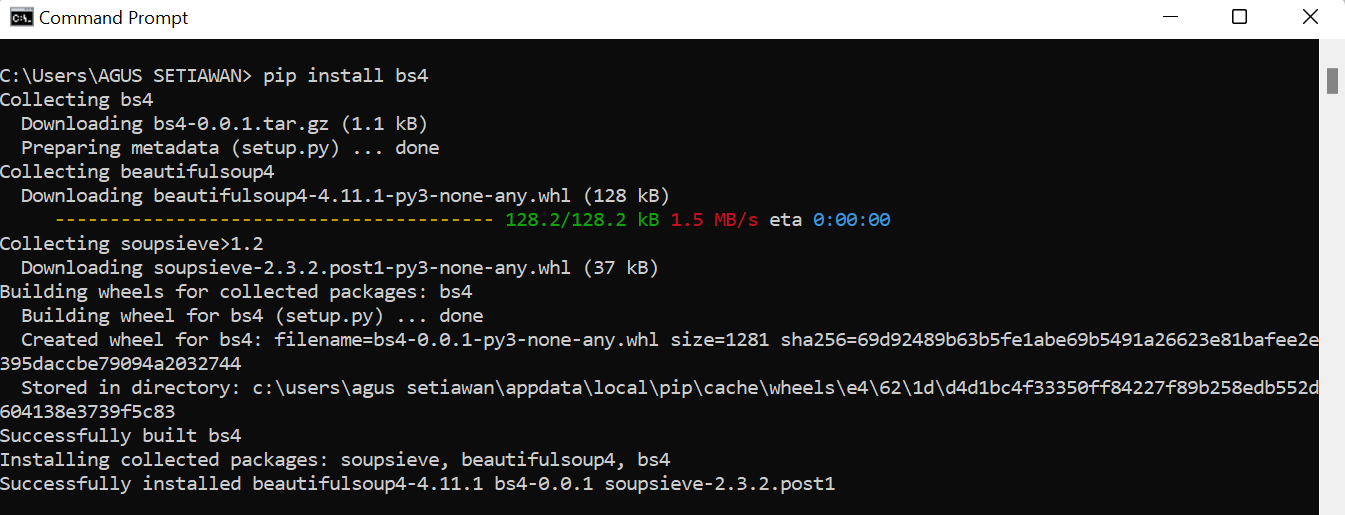 Command Prompt
C:\Users\AGUS SETIAWAN> pip install bs4
Collecting bs4
  Downloading bs4-0.0.1.tar.gz (1.1 kB)
  Preparing metadata (setup.py) ... done
Collecting beautifulsoup4
  Downloading beautifulsoup4-4.11.1-py3-none-any.whl (128 kB)
     ---------------------------------------- 128.2/128.2 kB 1.5 MB/s eta 0:00:00
Collecting soupsieve>1.2
  Downloading soupsieve-2.3.2.post1-py3-none-any.whl (37 kB)
Building wheels for collected packages: bs4
  Building wheel for bs4 (setup.py) ... done
  Created wheel for bs4: filename=bs4-0.0.1-py3-none-any.whl size=1281 sha256=69d92489b63b5fe1abe69b5491a26623e81bafee2e
395daccbe79094a2032744
  Stored in directory: c:\users\agus setiawan\appdata\local\pip\cache\wheels\e4\62\1d\d4d1bc4f33350ff84227f89b258edb552d
604138e3739f5c83
Successfully built bs4
Installing collected packages: soupsieve, beautifulsoup4, bs4
Successfully installed beautifulsoup4-4.11.1 bs4-0.0.1 soupsieve-2.3.2.post1